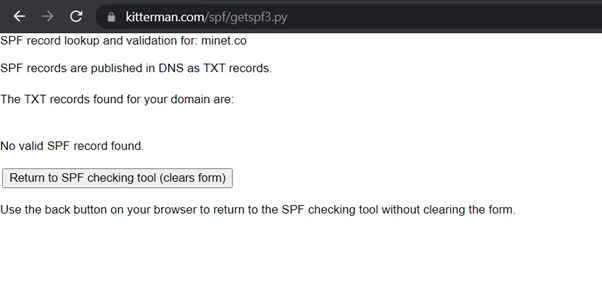 kitterman.com/spf/getspf3.py
SPF record lookup and validation for: minet.co
SPF records are published in DNS as TXT records.
The TXT records found for your domain are:
No valid SPF record found.
Return to SPF checking tool (clears form)
Use the back button on your browser to return to the SPF checking tool without clearing the form.